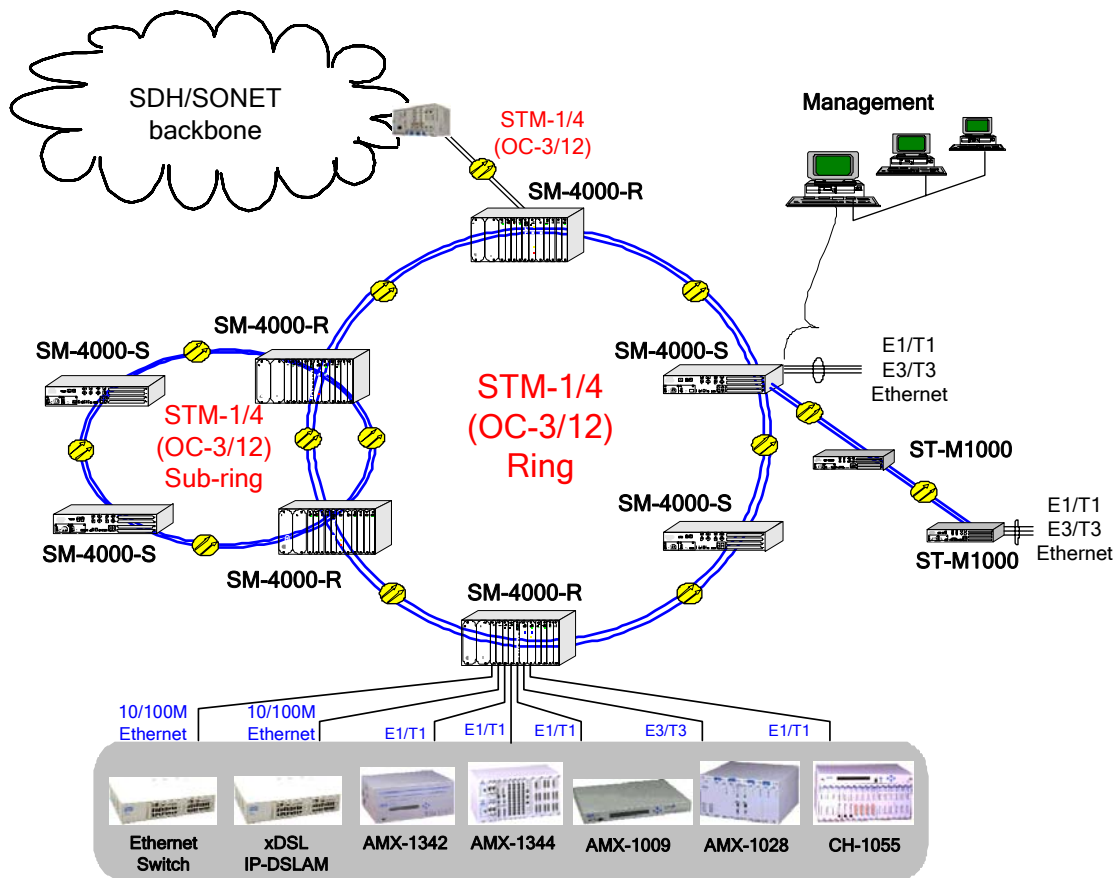 SDH/SONET
backbone
STM-1/4
(OC-3/12)
Management
SM-4000-R
SM-4000-R
SM-4000-S
STM-1/4
(OC-3/12)
Sub-ring
SM-4000-S
SM-4000-R
STM-1/4
(OC-3/12)
Ring
SM-4000-S
E1/T1
E3/T3
Ethernet
ST-M1000
SM-4000-S
E1/T1
E3/T3
Ethernet
ST-M1000
SM-4000-R
10/100M
Ethernet
10/100M
Ethernet
E1/T1
E1/T1
E1/T1
E3/T3
E1/T1
Ethernet
Switch
xDSL
IP-DSLAM
AMX-1342
AMX-1344
AMX-1009
AMX-1028
CH-1055